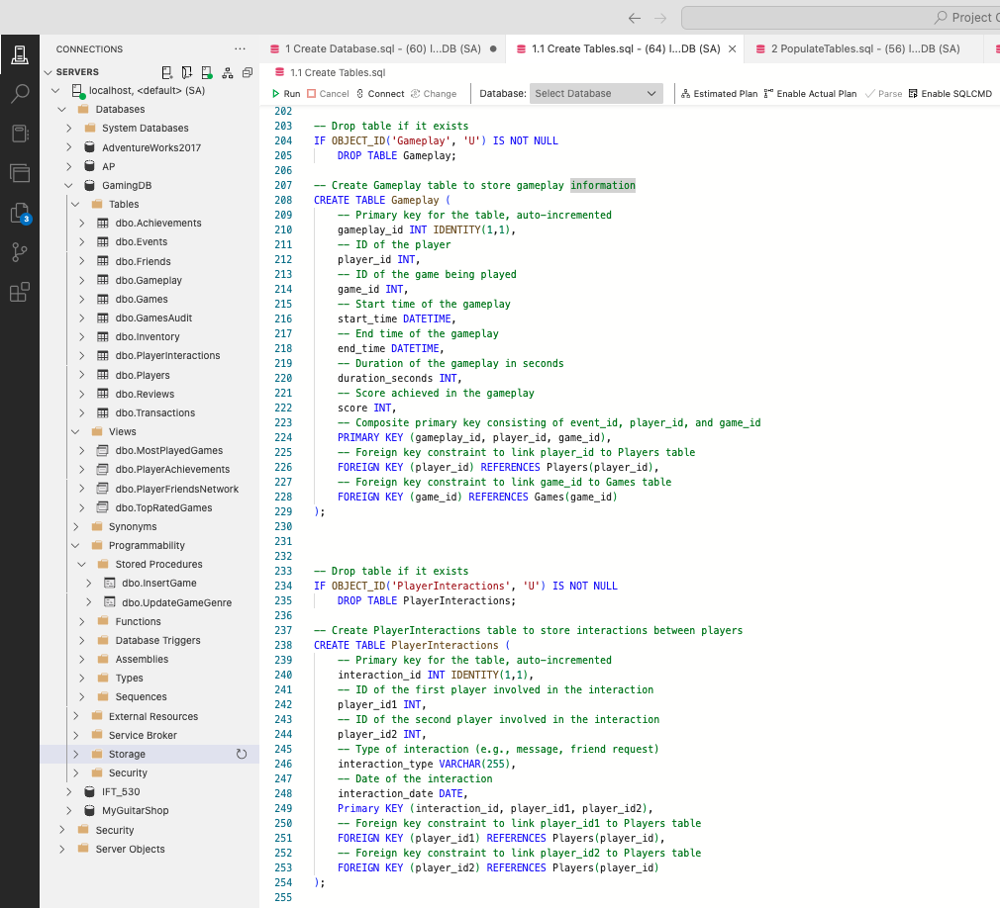 Project C
CONNECTIONS
SERVERS
localhost, <default> (SA)
Databases
System Databases
AdventureWorks2017
AP
GamingDB
Tables
dbo.Achievements
dbo.Events
dbo.Friends
dbo.Gameplay
dbo.Games
dbo.GamesAudit
dbo.Inventory
dbo.PlayerInteractions
dbo.Players
dbo.Reviews
dbo.Transactions
Views
dbo.MostPlayedGames
dbo.PlayerAchievements
dbo.PlayerFriendsNetwork
dbo.TopRatedGames
Synonyms
Programmability
Stored Procedures
dbo.InsertGame
dbo.UpdateGameGenre
Functions
Database Triggers
Assemblies
Types
Sequences
External Resources
Service Broker
Storage
Security
IFT_530
MyGuitarShop
Security
Server Objects
3
1 Create Database.sql - (60) l...DB (SA) 1.1 Create Tables.sql - (64) l...DB (SA) 2 PopulateTables.sql - (56) l...DB (SA)
1.1 Create Tables.sql
Run Cancel Connect Change Database: Select Database Estimated Plan Enable Actual Plan Parse Enable SQLCMD
202
203 -- Drop table if it exists
204 IF OBJECT_ID('Gameplay', 'U') IS NOT NULL
205 DROP TABLE Gameplay;
206
207 -- Create Gameplay table to store gameplay information
208 CREATE TABLE Gameplay (
209 -- Primary key for the table, auto-incremented
210 gameplay_id INT IDENTITY(1,1),
211 -- ID of the player
212 player_id INT,
213 -- ID of the game being played
214 game_id INT,
215 -- Start time of the gameplay
216 start_time DATETIME,
217 -- End time of the gameplay
218 end_time DATETIME,
219 -- Duration of the gameplay in seconds
220 duration_seconds INT,
221 -- Score achieved in the gameplay
222 score INT,
223 -- Composite primary key consisting of event_id, player_id, and game_id
224 PRIMARY KEY (gameplay_id, player_id, game_id),
225 -- Foreign key constraint to link player_id to Players table
226 FOREIGN KEY (player_id) REFERENCES Players(player_id),
227 -- Foreign key constraint to link game_id to Games table
228 FOREIGN KEY (game_id) REFERENCES Games(game_id)
229 );
230
231
232
233 -- Drop table if it exists
234 IF OBJECT_ID('PlayerInteractions', 'U') IS NOT NULL
235 DROP TABLE PlayerInteractions;
236
237 -- Create PlayerInteractions table to store interactions between players
238 CREATE TABLE PlayerInteractions (
239 -- Primary key for the table, auto-incremented
240 interaction_id INT IDENTITY(1,1),
241 -- ID of the first player involved in the interaction
242 player_id1 INT,
243 -- ID of the second player involved in the interaction
244 player_id2 INT,
245 -- Type of interaction (e.g., message, friend request)
246 interaction_type VARCHAR(255),
247 -- Date of the interaction
248 interaction_date DATE,
249 Primary KEY (interaction_id, player_id1, player_id2),
250 -- Foreign key constraint to link player_id1 to Players table
251 FOREIGN KEY (player_id1) REFERENCES Players(player_id),
252 -- Foreign key constraint to link player_id2 to Players table
253 FOREIGN KEY (player_id2) REFERENCES Players(player_id)
254 );
255